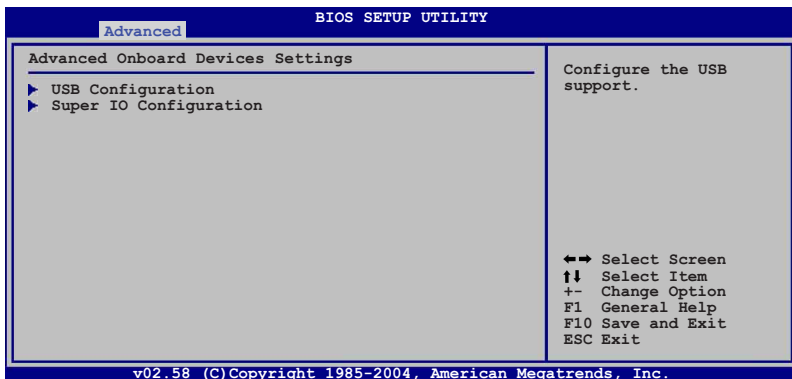 BIOS SETUP UTILITY
Advanced
Advanced Onboard Devices Settings
USB Configuration
Super IO Configuration
Configure the USB
support.
Select Screen
Select Item
+- Change Option
F1 General Help
F10 Save and Exit
ESC Exit
v02.58 (C)Copyright 1985-2004, American Megatrends, Inc.